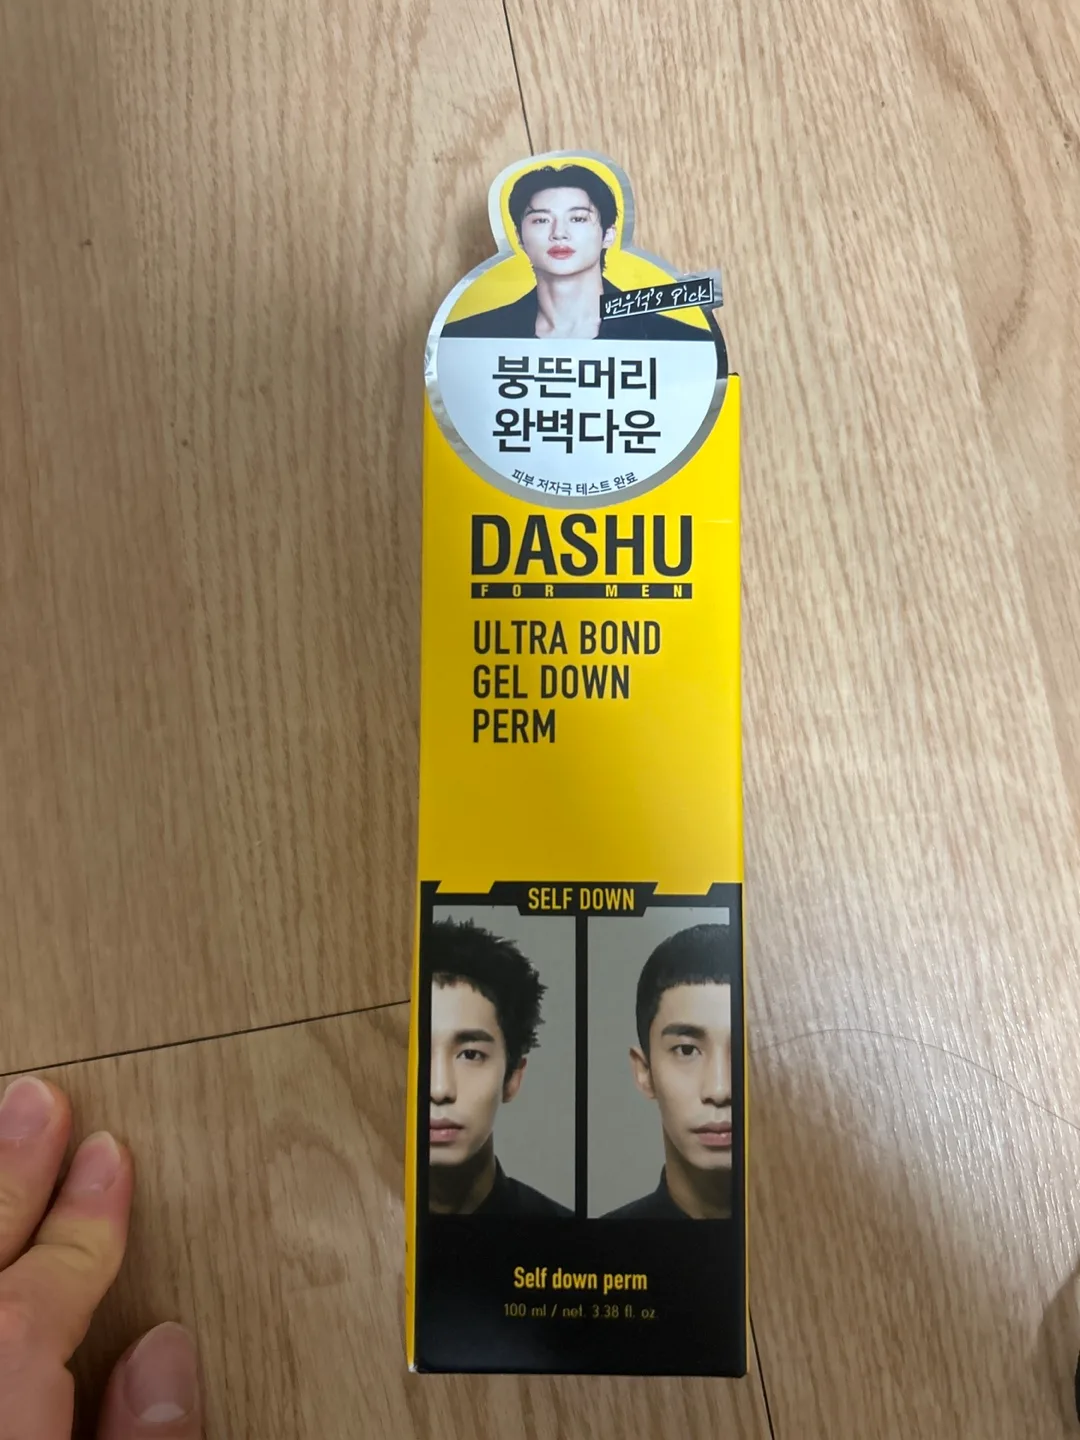 변우석's Pick
붕뜬머리
완벽다운
피부 저자극 테스트 완료
DASHU
FOR MEN
ULTRA BOND
GEL DOWN
PERM
SELF DOWN
Self down perm
100 ml / net. 3.38 fl. oz.